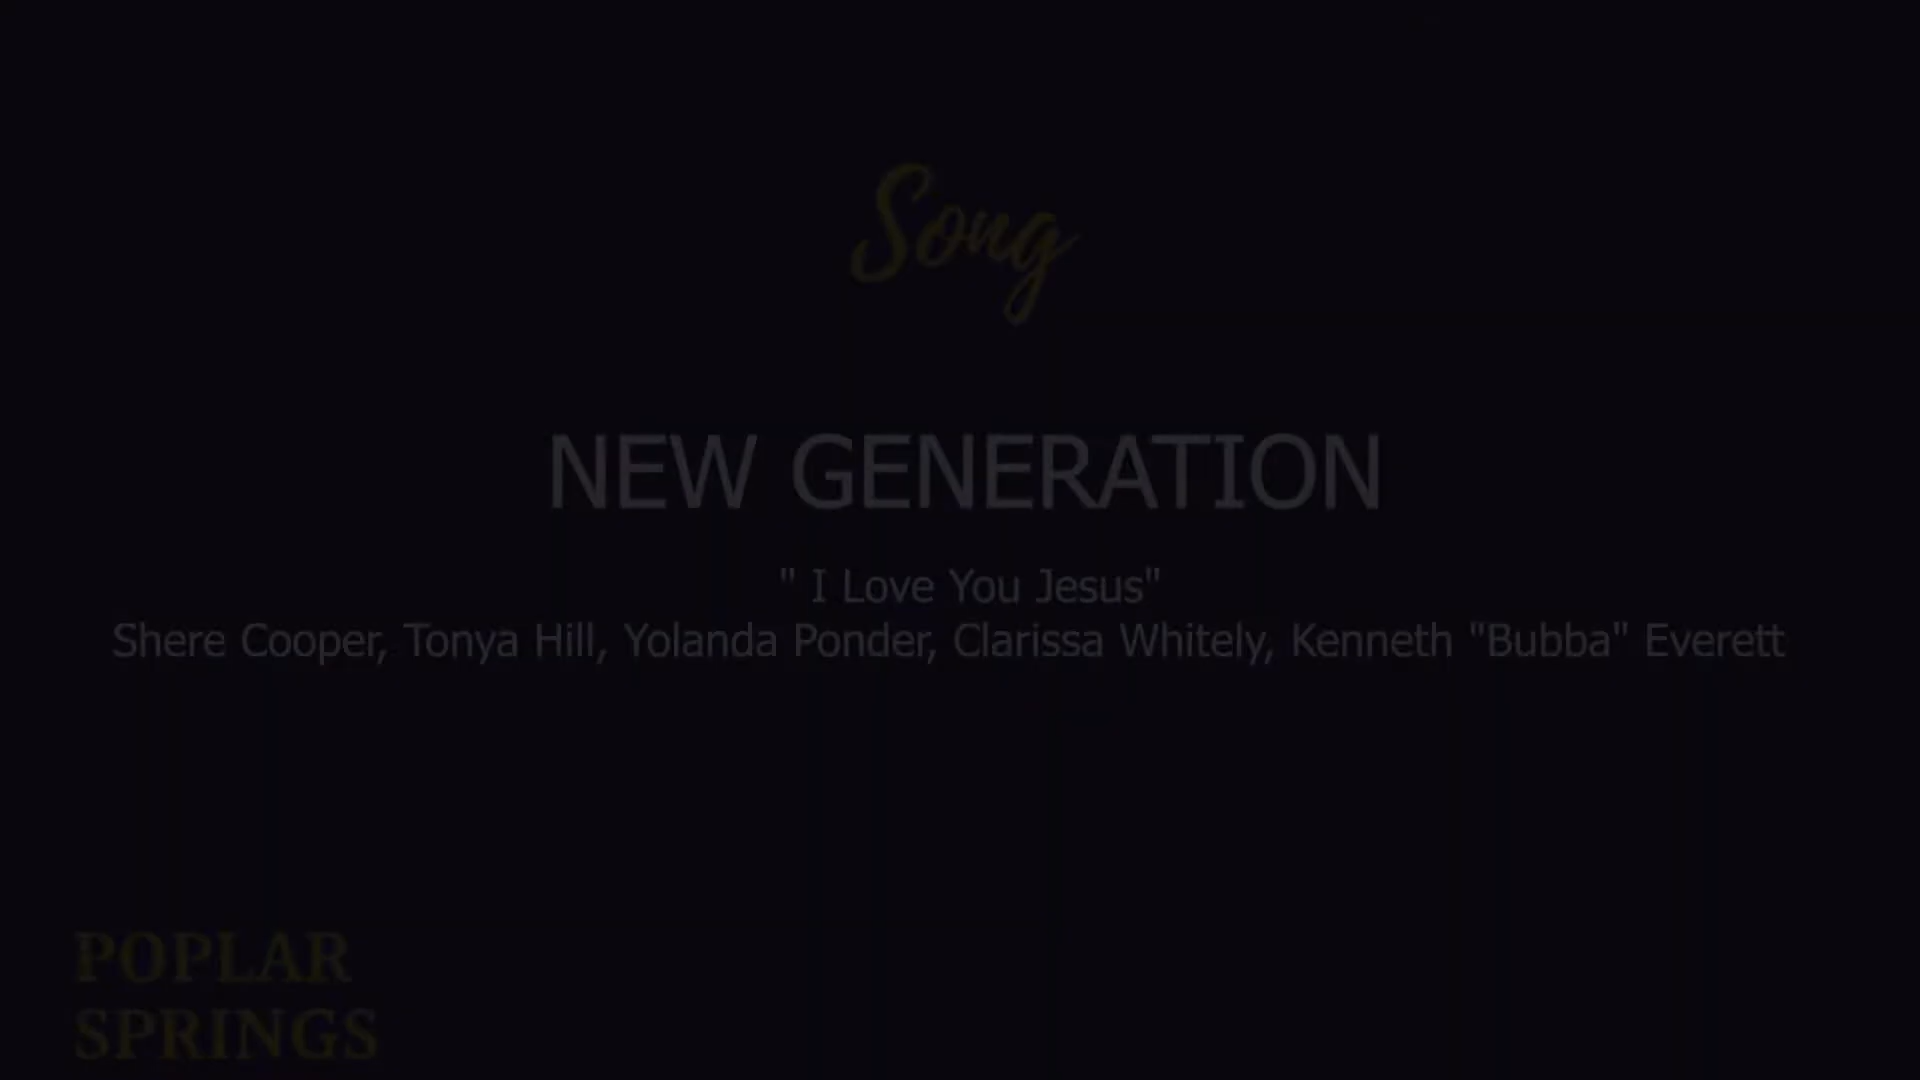 Song
NEW GENERATION
" I Love You Jesus"
Shere Cooper, Tonya Hill, Yolanda Ponder, Clarissa Whitely, Kenneth "Bubba" Everett
POPLAR
SPRINGS